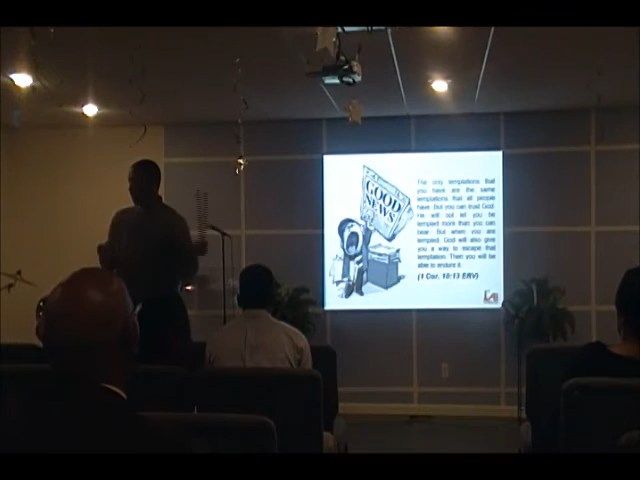 GOOD
NEWS
The only temptations that
you have are the same
temptations that all people
have. But you can trust God.
He will not let you be
tempted more than you can
bear. But when you are
tempted, God will also give
you a way to escape that
temptation. Then you will be
able to endure it.
(1 Cor. 10:13 ERV)